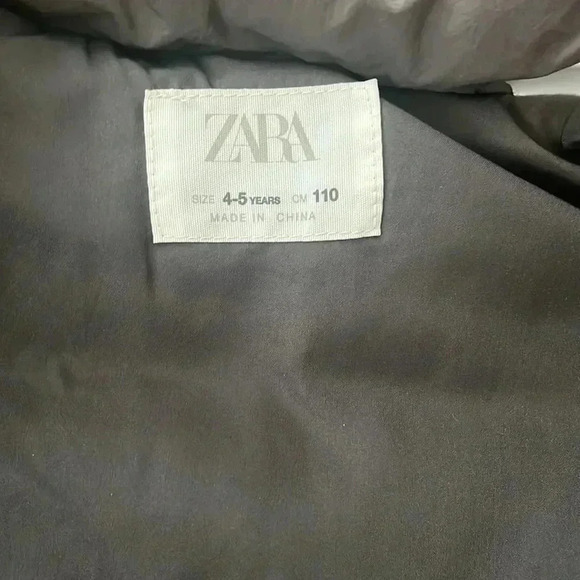 ZARA
SIZE 4-5 YEARS CM 110
MADE IN CHINA